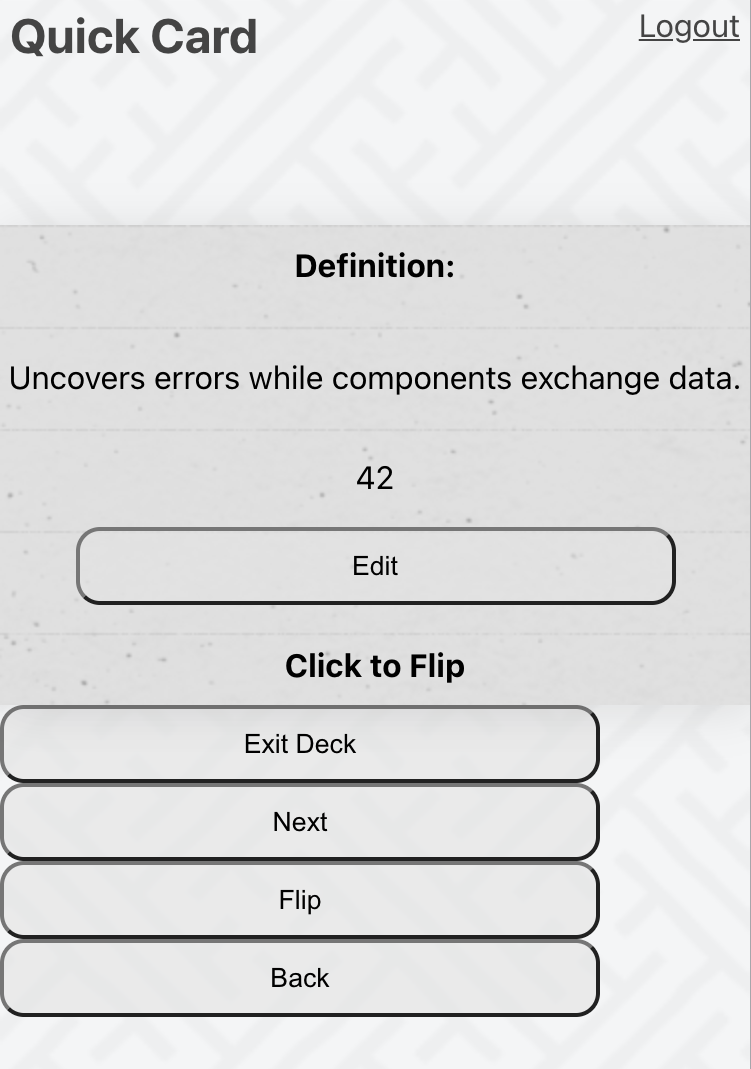 Quick Card
Logout
Definition:
Uncovers errors while components exchange data.
42
Edit
Click to Flip
Exit Deck
Next
Flip
Back